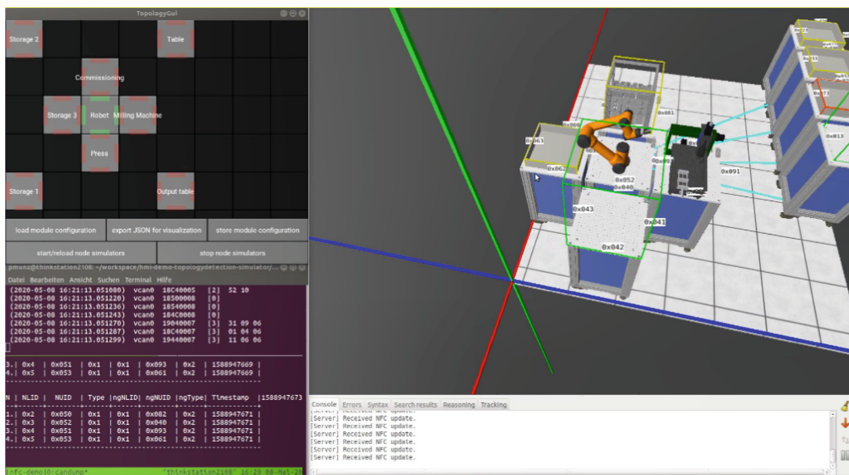 TopologyGui
Storage 2
Table
Commissioning
Storage 3
Robot
Milling Machine
Press
Storage 1
Output table
load module configuration
export JSON for visualization
store module configuration
start/reload node simulators
stop node simulators
pmonz@thinkstation2108: ~/workspace/hmi-demo-topologydetection-simulator/...
Datei Bearbeiten Ansicht Suchen Terminal Hilfe
(2020-05-08 16:21:13.051080) vcan0 18C40005 [2] 52 10
(2020-05-08 16:21:13.051220) vcan0 18500008 [0]
(2020-05-08 16:21:13.051236) vcan0 18540008 [0]
(2020-05-08 16:21:13.051243) vcan0 184C0008 [0]
(2020-05-08 16:21:13.051270) vcan0 19040007 [3] 31 09 06
(2020-05-08 16:21:13.051287) vcan0 18C40007 [3] 01 04 06
(2020-05-08 16:21:13.051299) vcan0 19440007 [3] 11 06 06
3.| 0x4 | 0x051 | 0x1 | 0x1 | 0x093 | 0x2 | 1588947669 |
4.| 0x5 | 0x053 | 0x1 | 0x1 | 0x061 | 0x2 | 1588947669 |
N | NLID | NUID | Type |ngNLID| ngNUID |ngType| Timestamp |1588947673
1.| 0x2 | 0x050 | 0x1 | 0x1 | 0x082 | 0x2 | 1588947671 |
2.| 0x3 | 0x052 | 0x1 | 0x1 | 0x040 | 0x2 | 1588947671 |
3.| 0x4 | 0x051 | 0x1 | 0x1 | 0x093 | 0x2 | 1588947671 |
4.| 0x5 | 0x053 | 0x1 | 0x1 | 0x061 | 0x2 | 1588947671 |
0x063
0x060
0x061
0x062
0x052
0x040
0x091
0x043
0x041
0x042
0x013
Console Errors Syntax Search results Reasoning Tracking
[Server] Received NFC update.
[Server] Received NFC update.
[Server] Received NFC update.
[Server] Received NFC update.
[Server] Received NFC update.
[Server] Received NFC update.